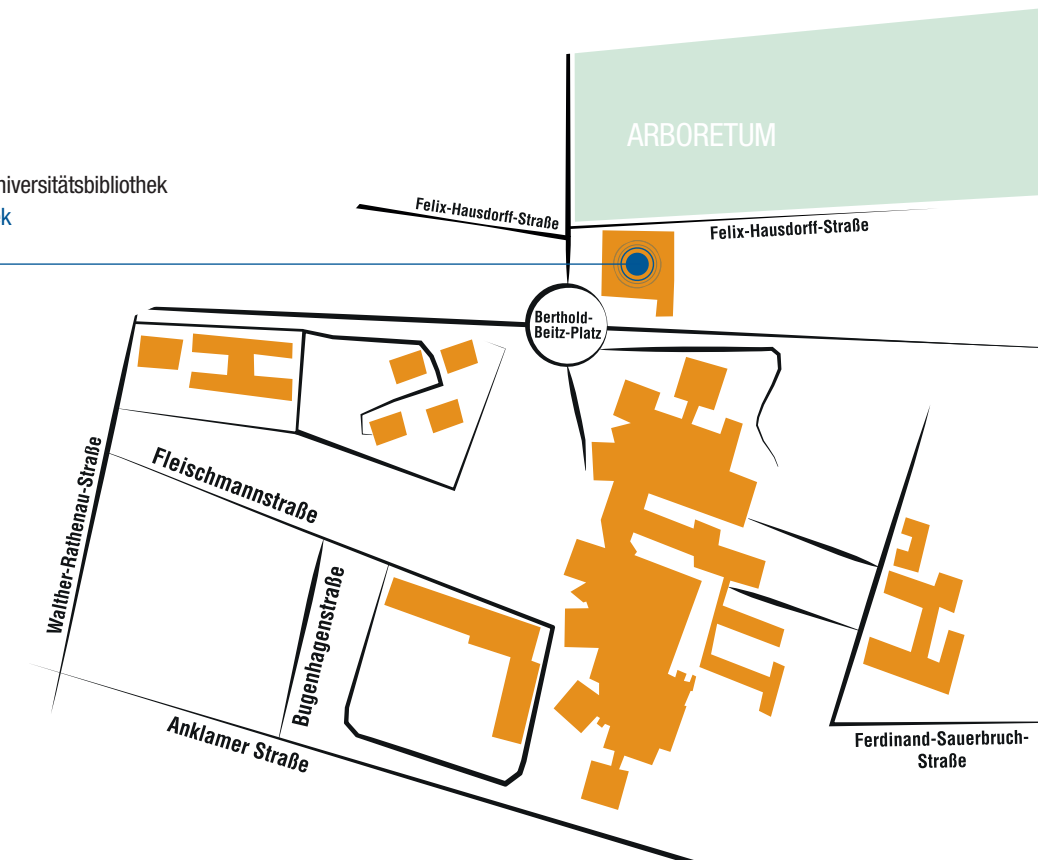 ARBORETUM
niversitätsbibliothek
ek
Felix-Hausdorff-Straße
Felix-Hausdorff-Straße
Berthold-
Beitz-Platz
Walther-Rathenau-Straße
Fleischmannstraße
Bugenhagenstraße
Anklamer Straße
Ferdinand-Sauerbruch-
Straße